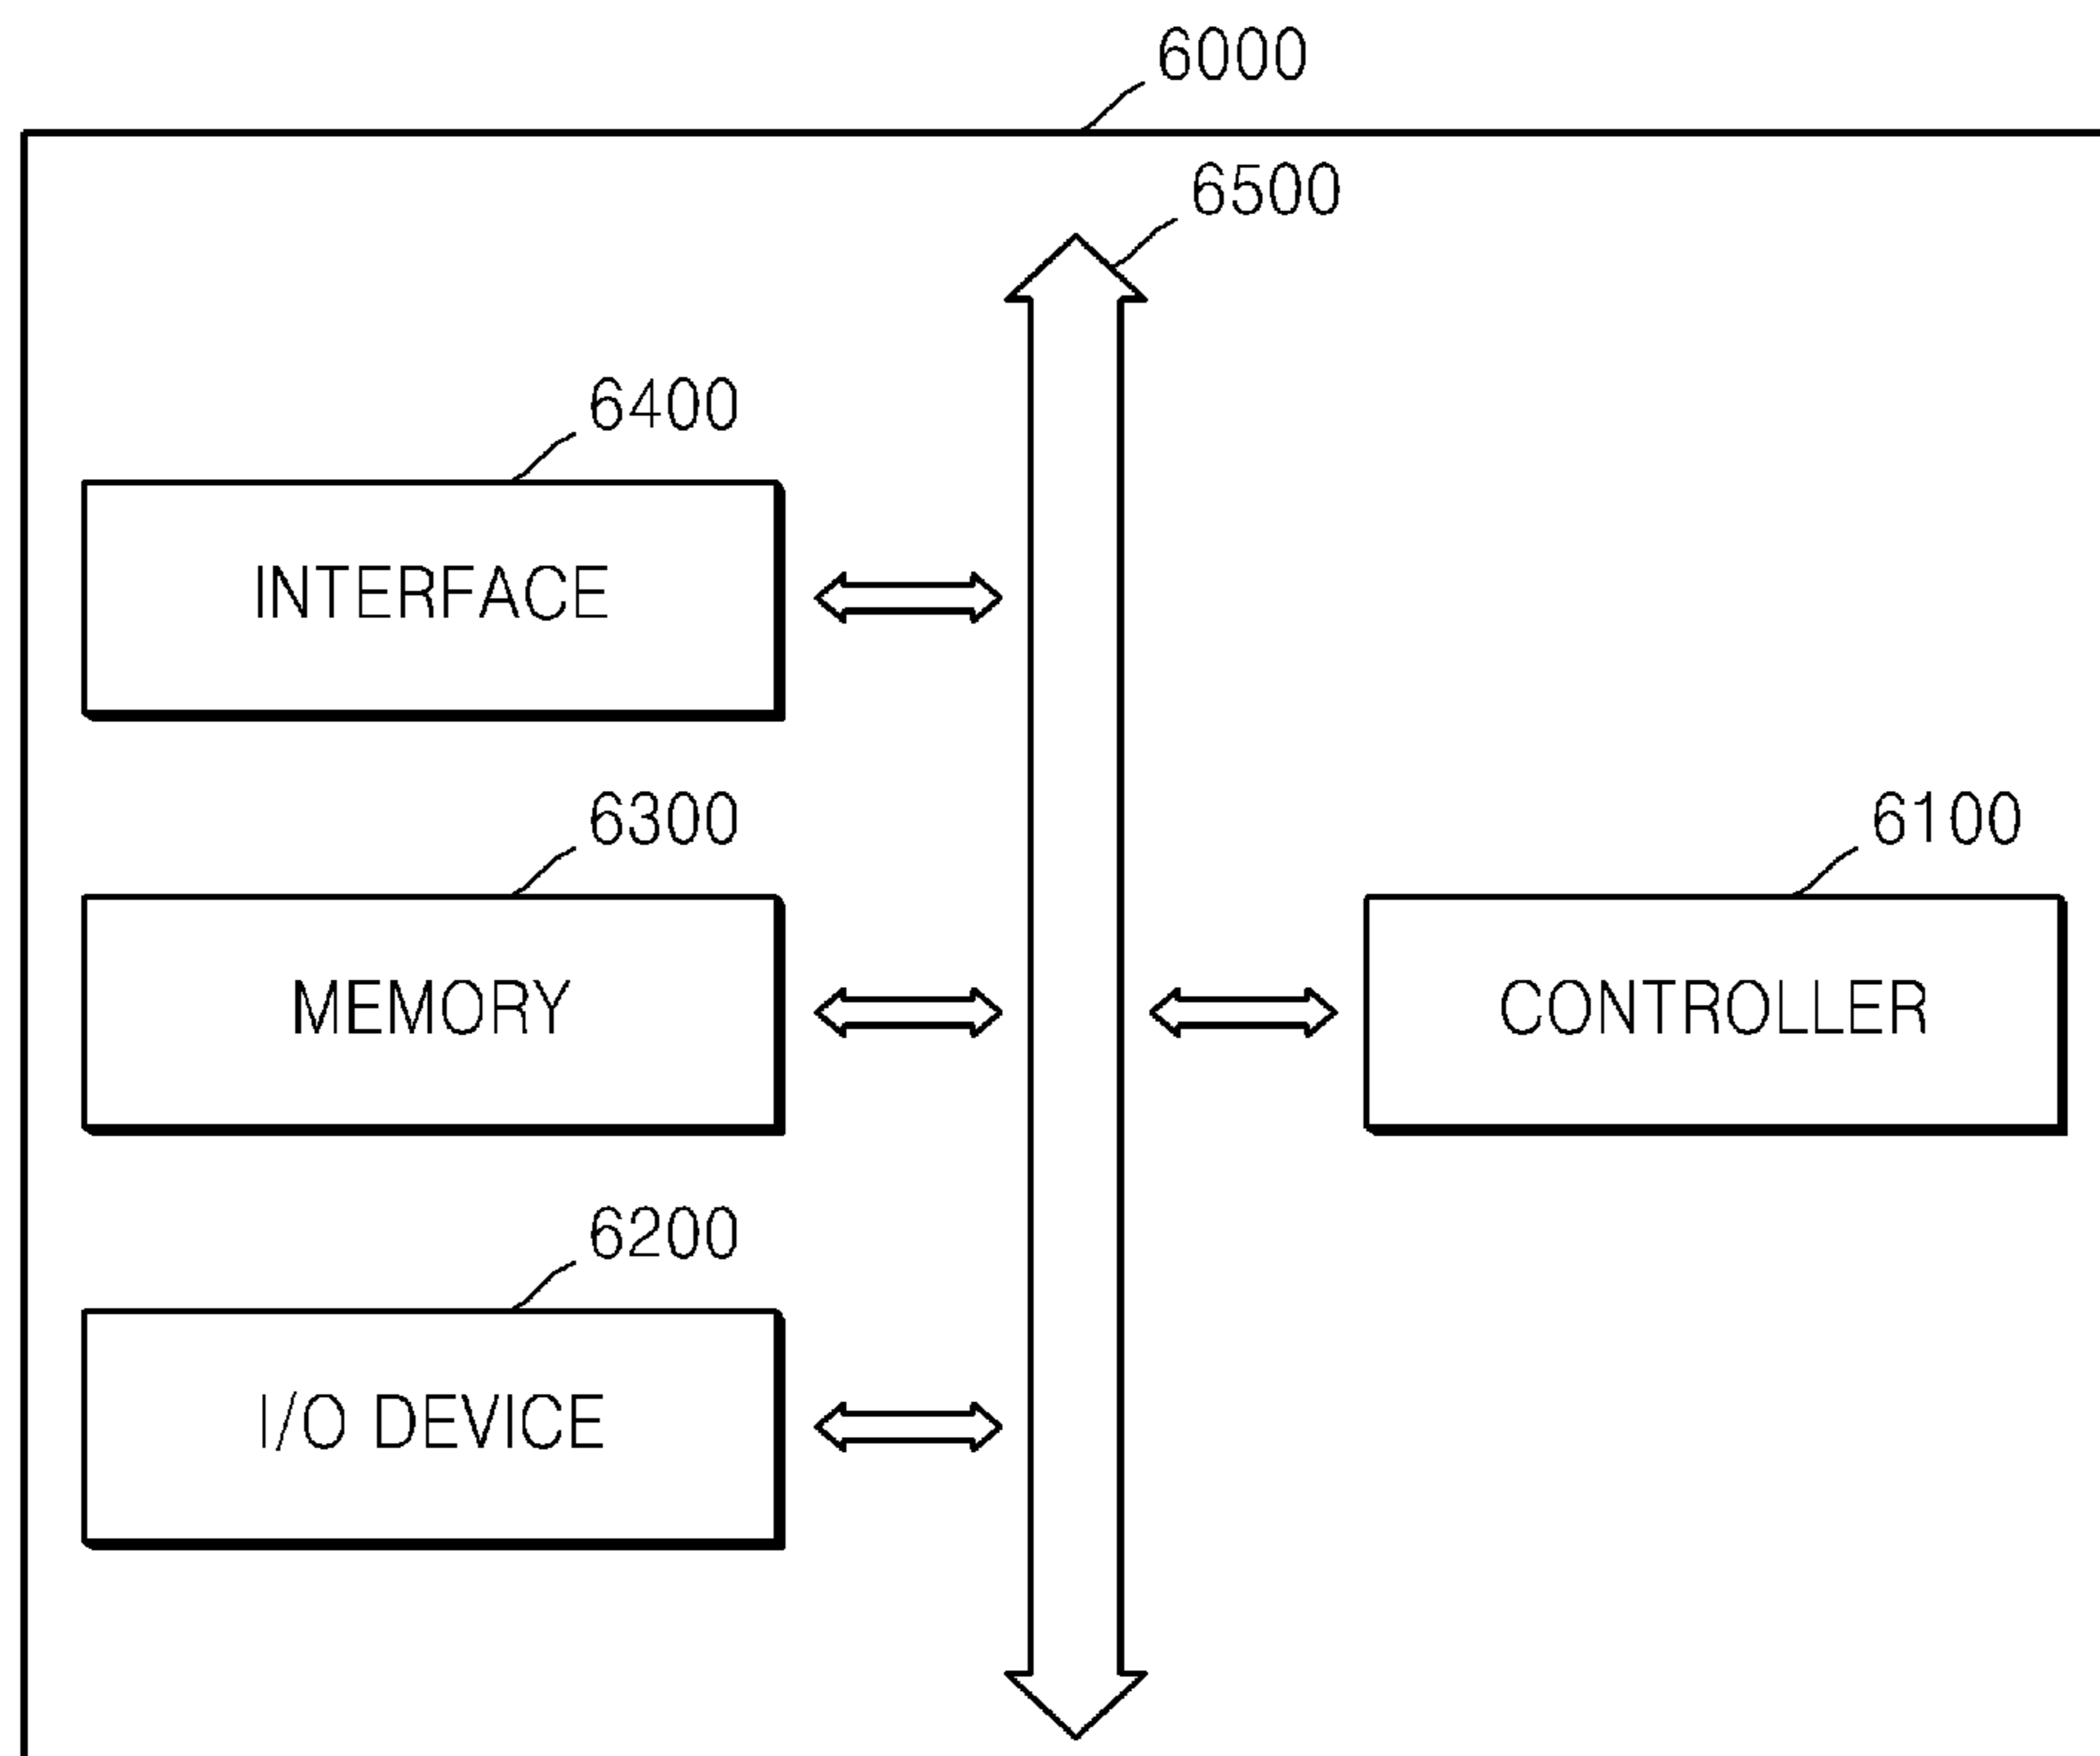 6000
6500
6400
INTERFACE
6300
6100
MEMORY
CONTROLLER
6200
I/O DEVICE